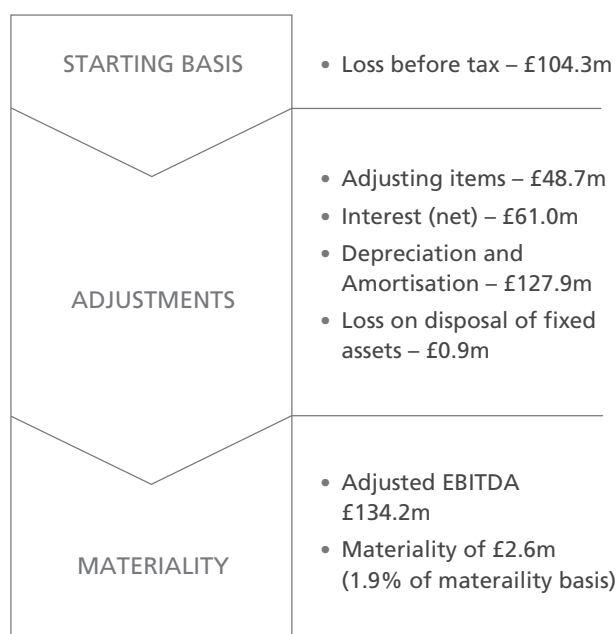 STARTING BASIS
• Loss before tax – £104.3m
ADJUSTMENTS
• Adjusting items – £48.7m
• Interest (net) – £61.0m
• Depreciation and
Amortisation – £127.9m
• Loss on disposal of fixed
assets – £0.9m
MATERIALITY
• Adjusted EBITDA
£134.2m
• Materiality of £2.6m
(1.9% of materaility basis)